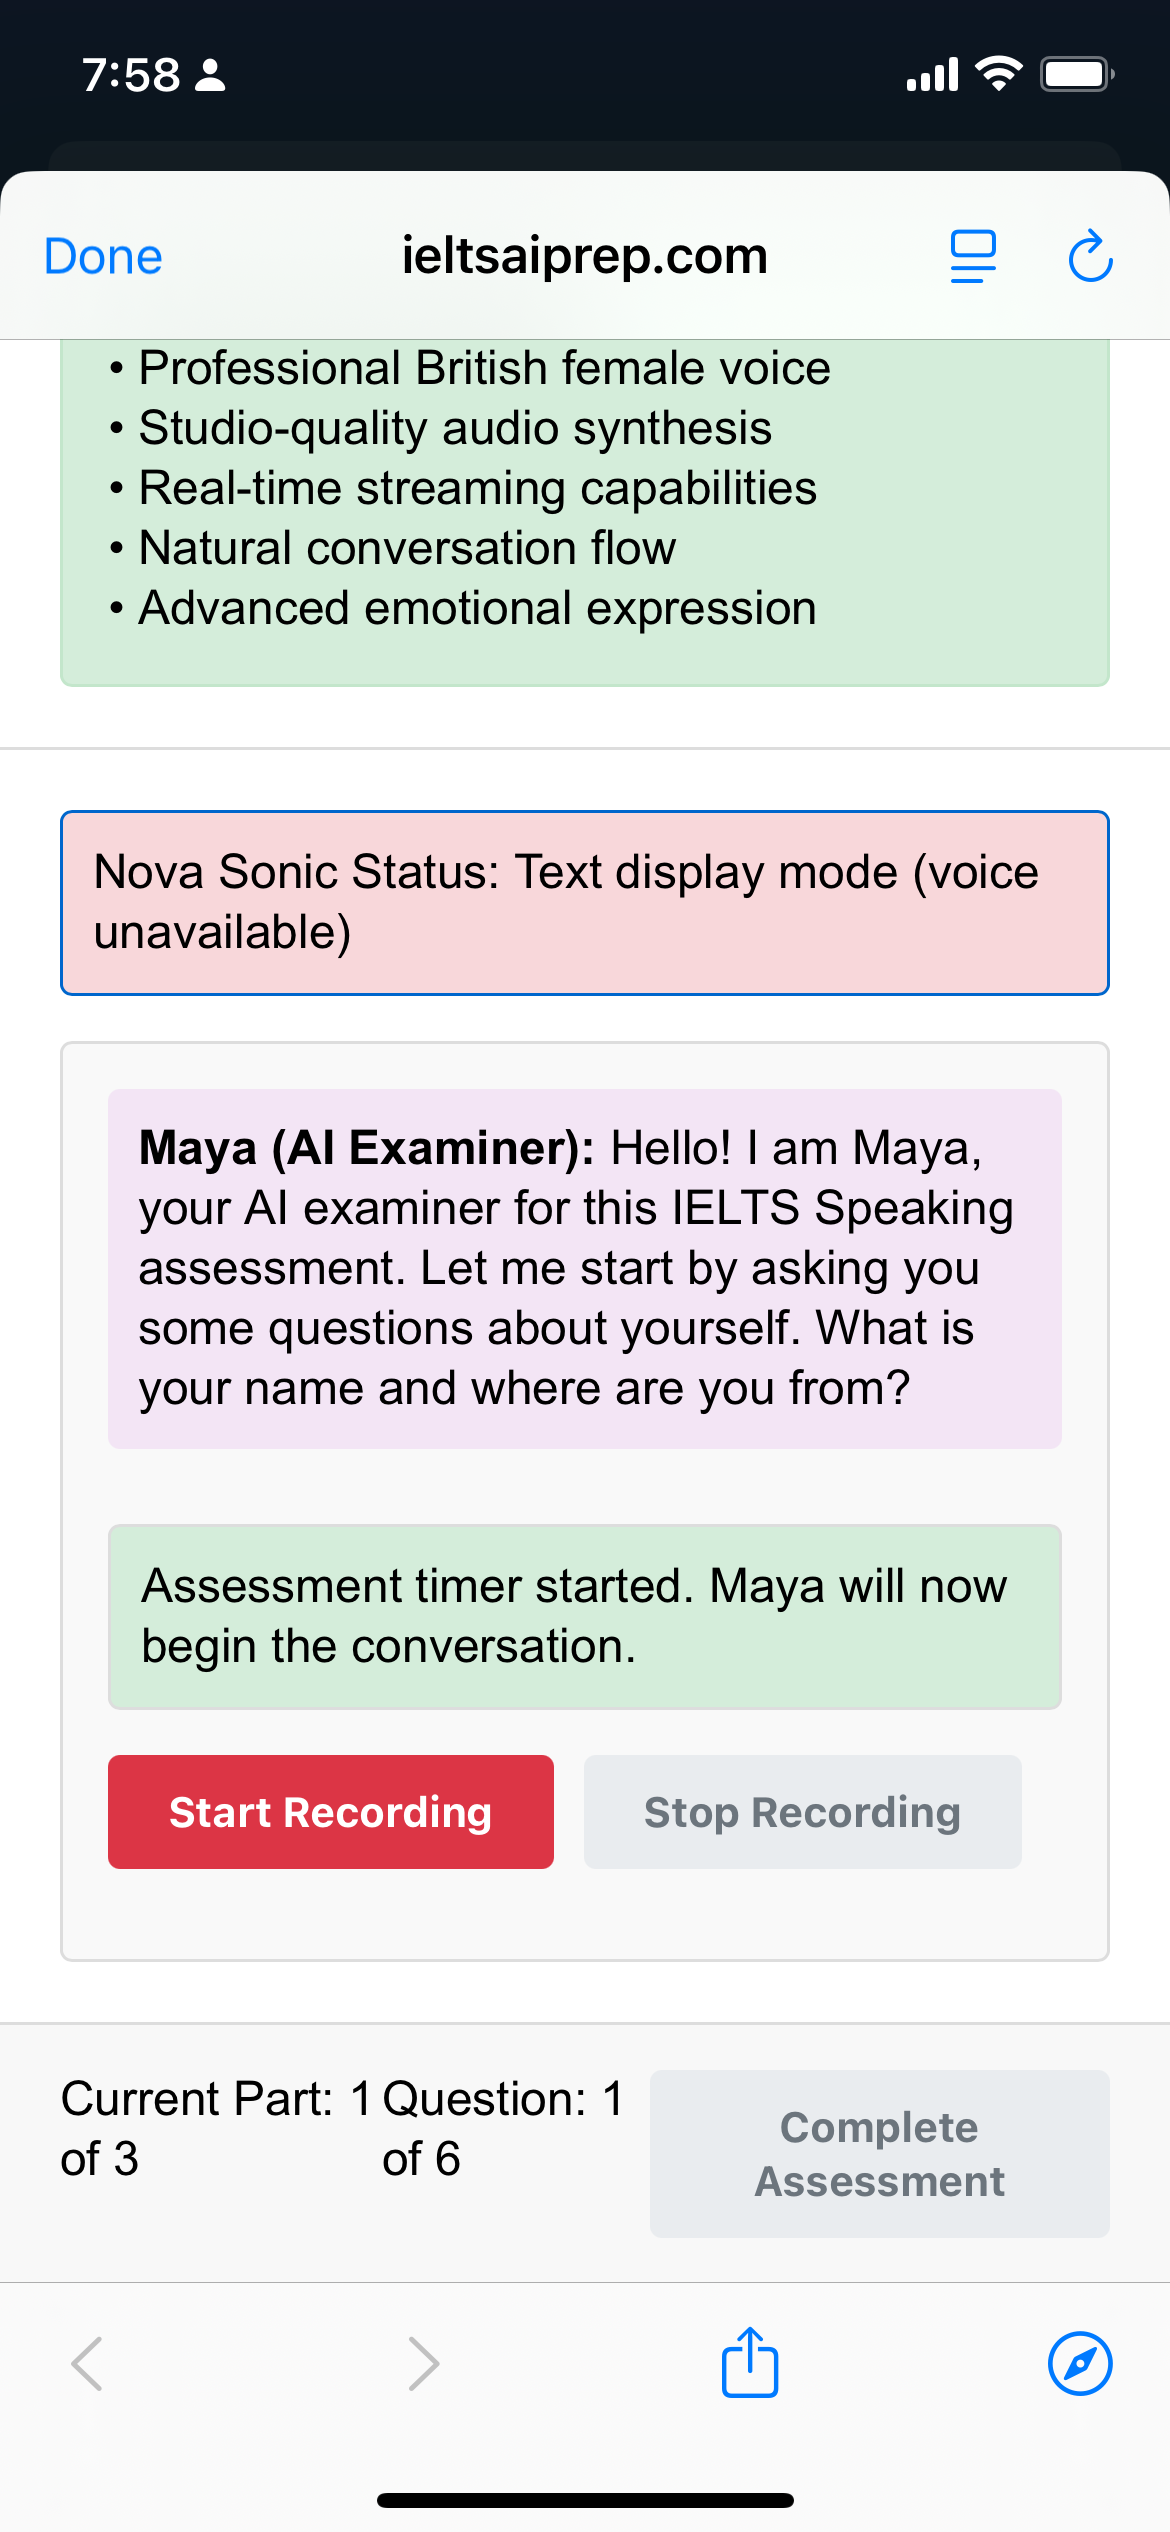 7:58
Done
ieltsaiprep.com
• Professional British female voice
• Studio-quality audio synthesis
• Real-time streaming capabilities
• Natural conversation flow
• Advanced emotional expression
Nova Sonic Status: Text display mode (voice
unavailable)
Maya (AI Examiner): Hello! I am Maya,
your AI examiner for this IELTS Speaking
assessment. Let me start by asking you
some questions about yourself. What is
your name and where are you from?
Assessment timer started. Maya will now
begin the conversation.
Start Recording
Stop Recording
Current Part: 1
of 3
Question: 1
of 6
Complete
Assessment